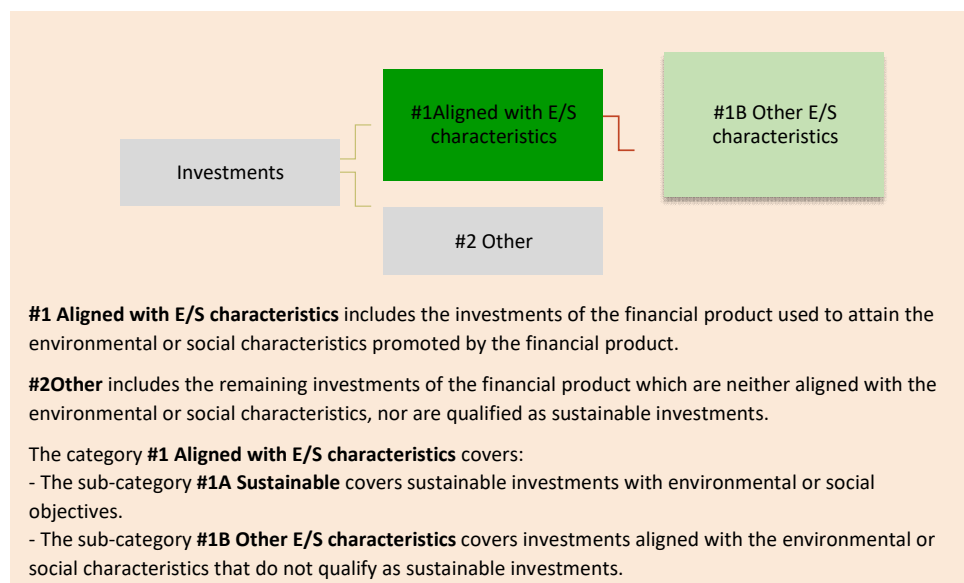 #1Aligned with E/S
characteristics
#1B Other E/S
characteristics
Investments
#2 Other
#1 Aligned with E/S characteristics includes the investments of the financial product used to attain the
environmental or social characteristics promoted by the financial product.
#2Other includes the remaining investments of the financial product which are neither aligned with the
environmental or social characteristics, nor are qualified as sustainable investments.
The category #1 Aligned with E/S characteristics covers:
- The sub-category #1A Sustainable covers sustainable investments with environmental or social
objectives.
- The sub-category #1B Other E/S characteristics covers investments aligned with the environmental or
social characteristics that do not qualify as sustainable investments.